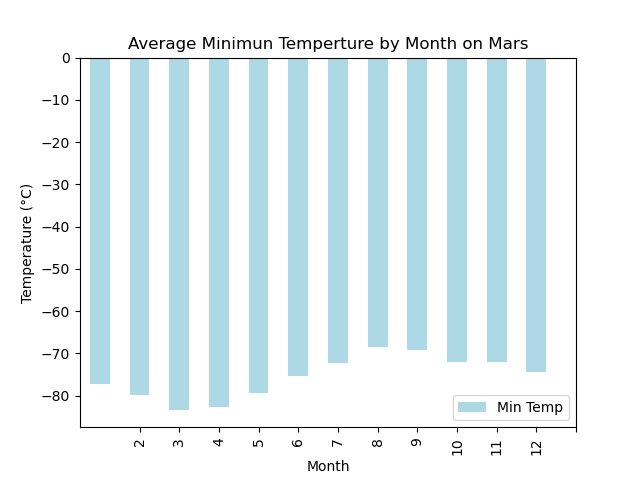 Average Minimun Temperture by Month on Mars
0
−10
−20
−30
−40
−50
−60
−70
−80
Temperature (°C)
Min Temp
2 3 4 5 6 7 8 9 10 11 12
Month